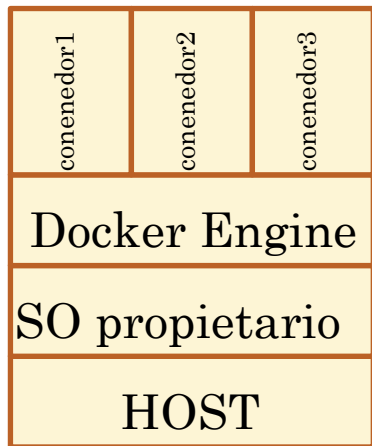 conenedor1
conenedor2
conenedor3
Docker Engine
SO propietario
HOST